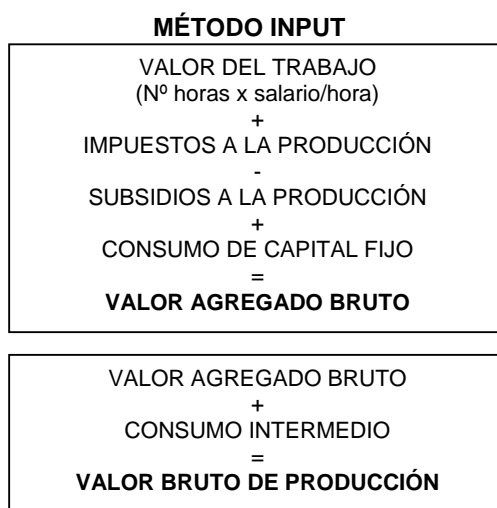 MÉTODO INPUT
VALOR DEL TRABAJO
(Nº horas x salario/hora)
+
IMPUESTOS A LA PRODUCCIÓN
-
SUBSIDIOS A LA PRODUCCIÓN
+
CONSUMO DE CAPITAL FIJO
=
VALOR AGREGADO BRUTO
VALOR AGREGADO BRUTO
+
CONSUMO INTERMEDIO
=
VALOR BRUTO DE PRODUCCIÓN